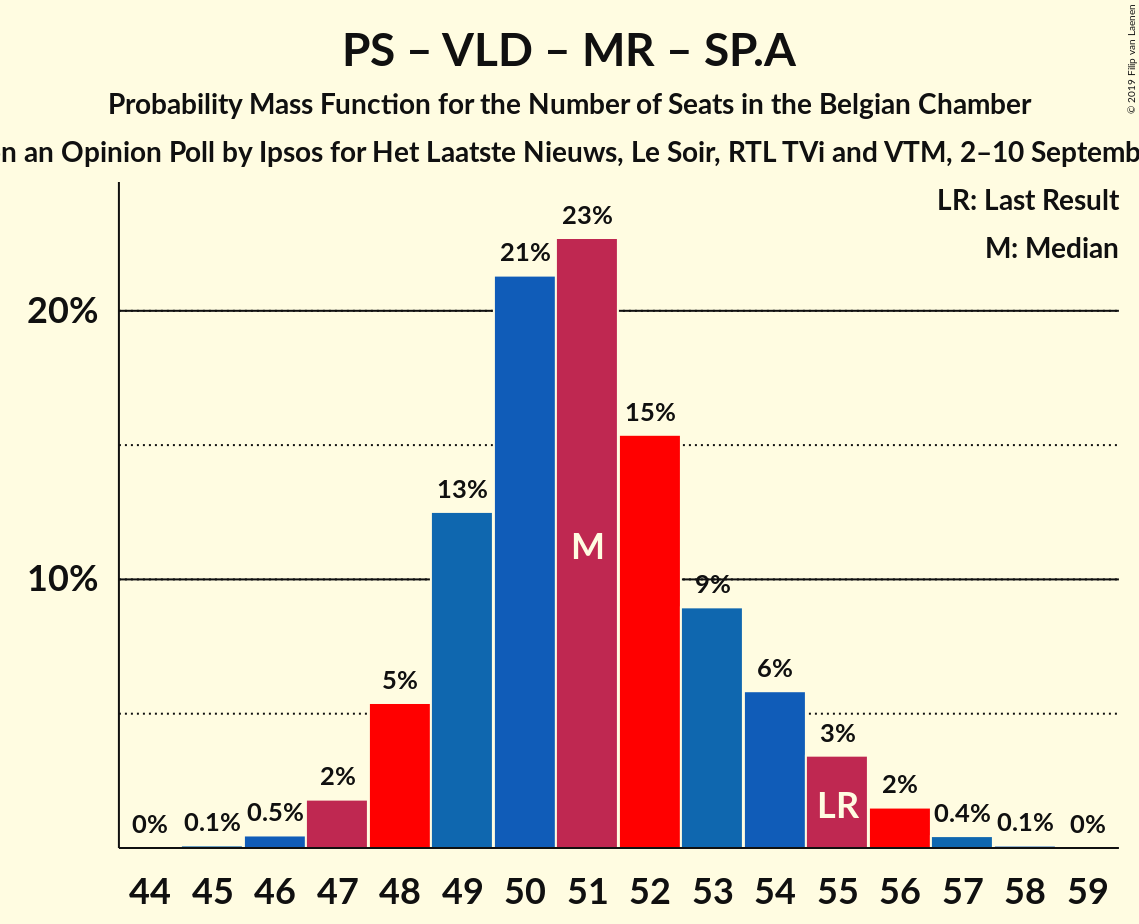 PS – VLD – MR – SP.A
Probability Mass Function for the Number of Seats in the Belgian Chamber
n an Opinion Poll by Ipsos for Het Laatste Nieuws, Le Soir, RTL TVi and VTM, 2–10 Septemb
© 2019 Filip van Laenen
LR: Last Result
M: Median
23%
21%
20%
15%
13%
M
10%
9%
6%
5%
3%
2%
2%
LR
0%
0.1%
0.5%
0.4%
0.1%
0%
44 45 46 47 48 49 50 51 52 53 54 55 56 57 58 59